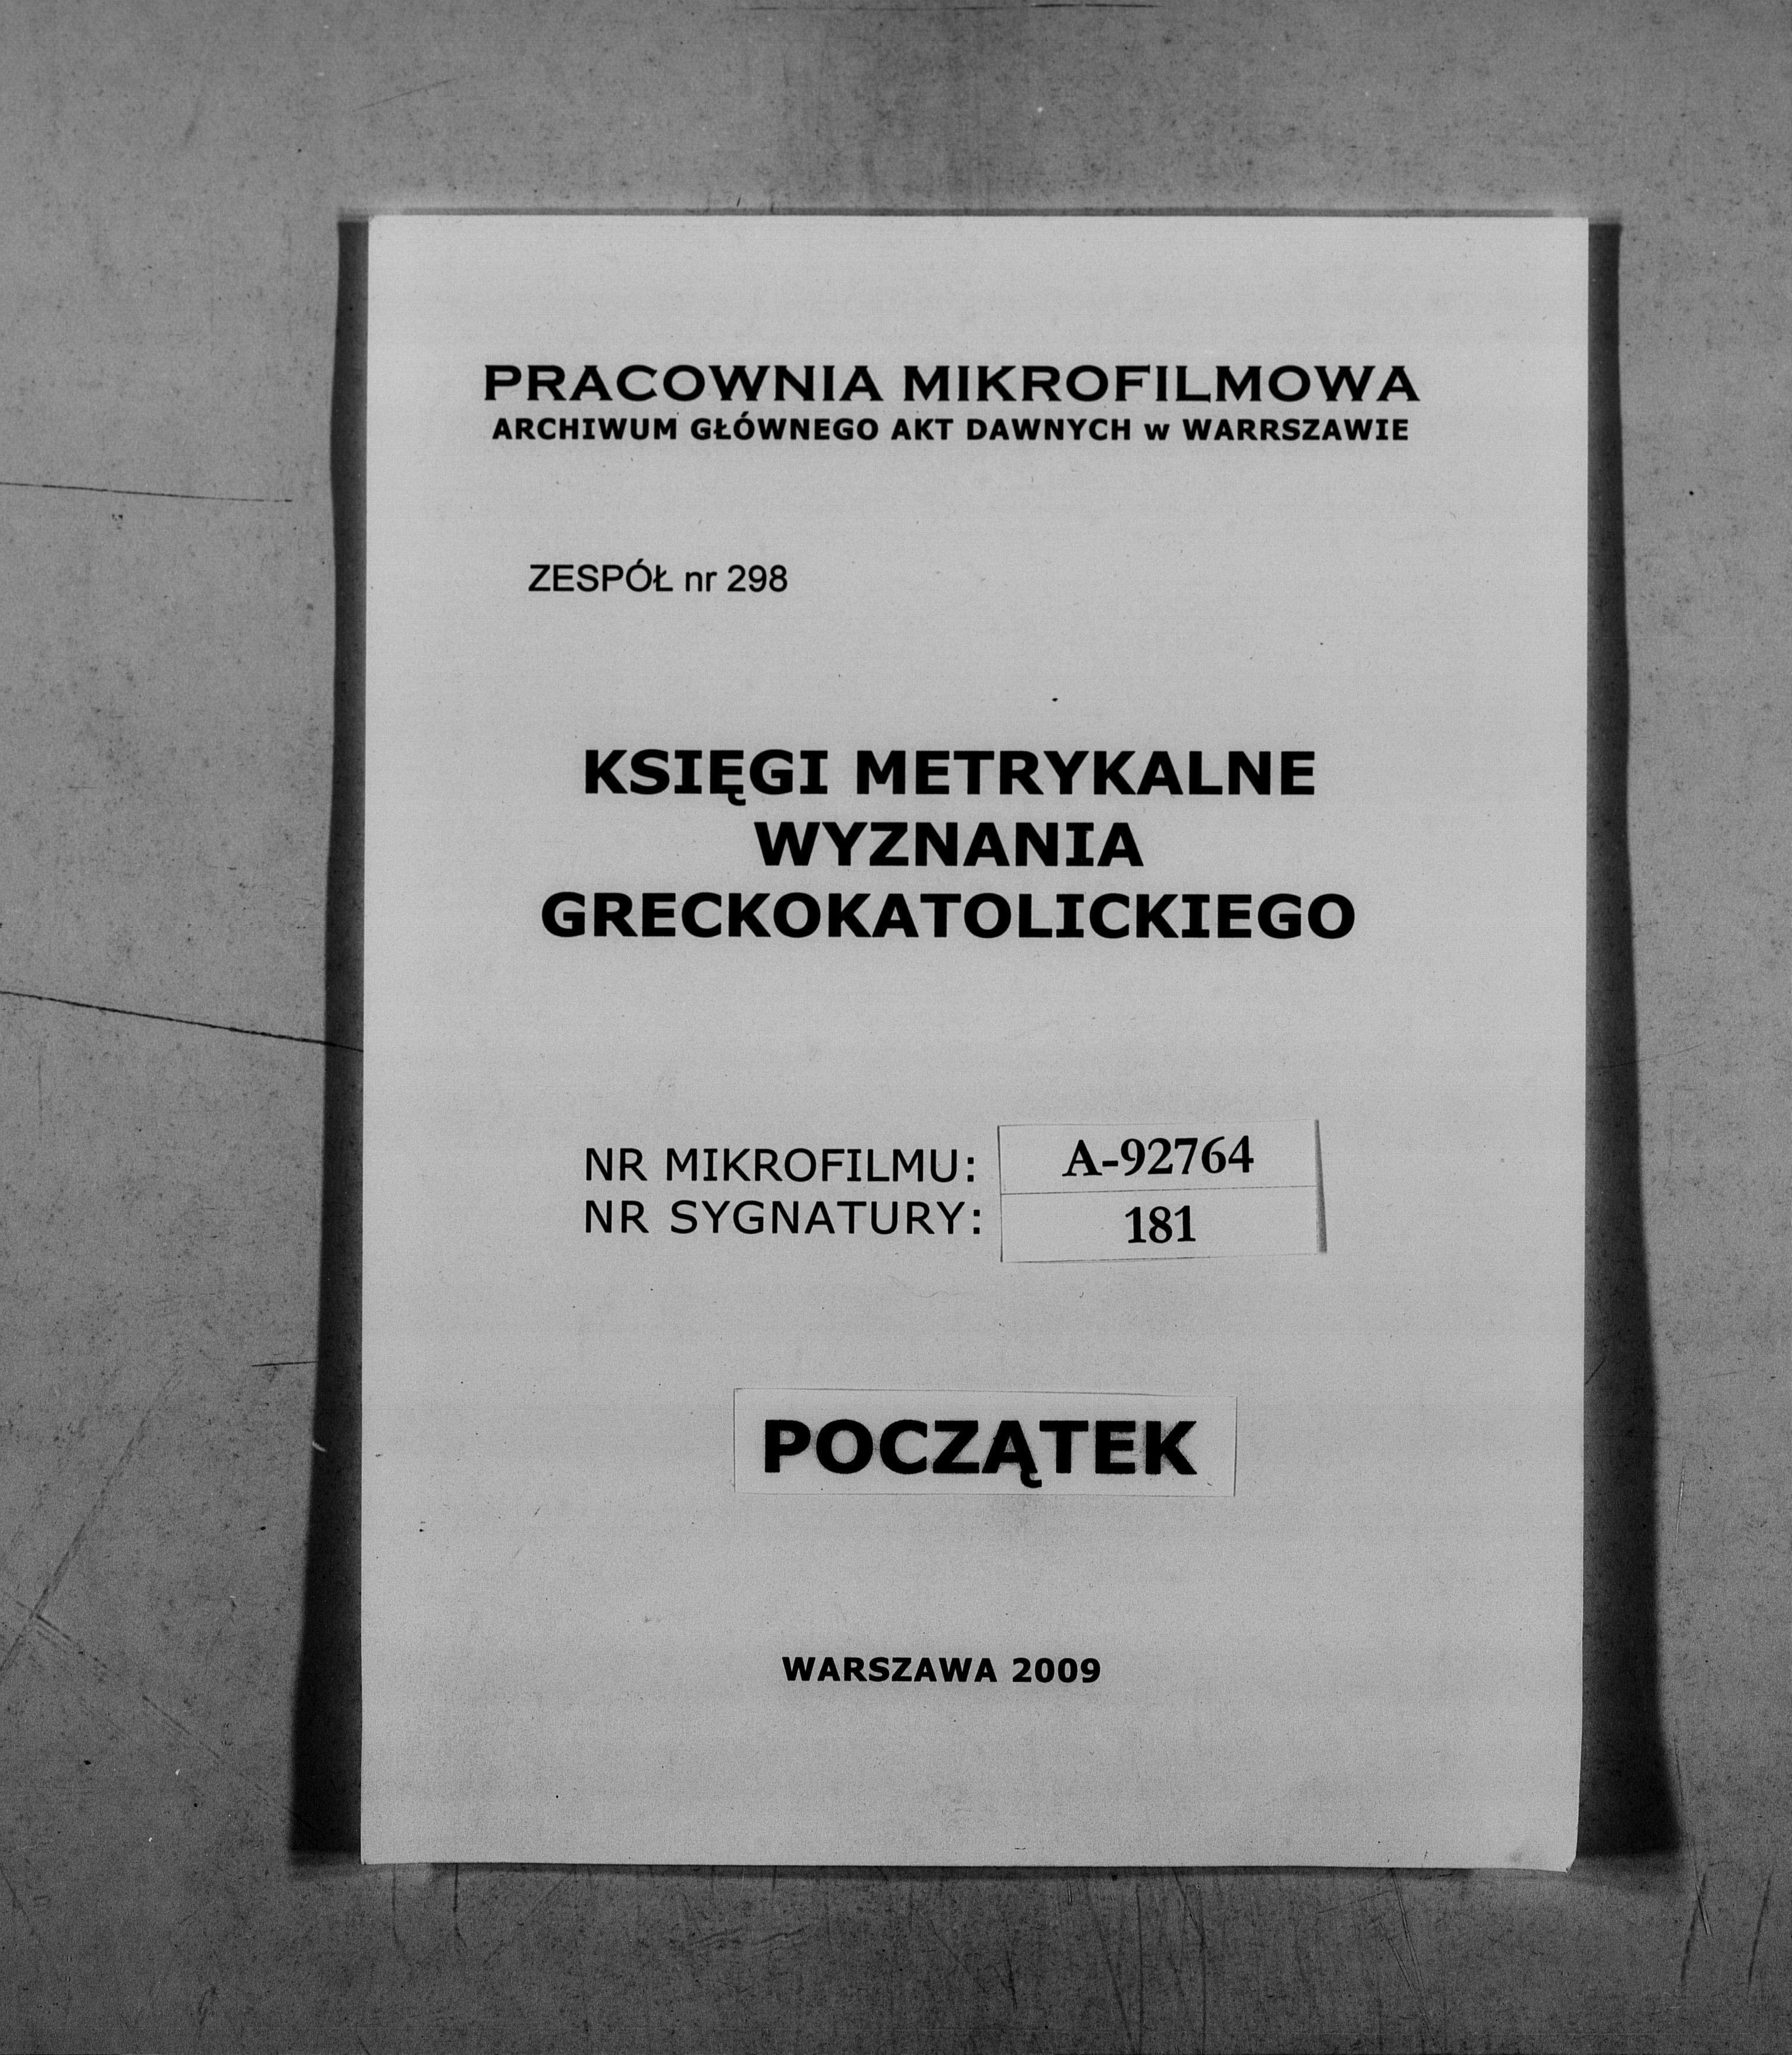 PRACOWNIA MIKROFILMOWA
ARCHIWUM GŁÓWNEGO AKT DAWNYCH w WARRSZAWIE
ZESPÓŁ nr 298
KSIĘGI METRYKALNE
WYZNANIA
GRECKOKATOLICKIEGO
NR MIKROFILMU: A-92764
NR SYGNATURY: 181
POCZĄTEK
WARSZAWA 2009